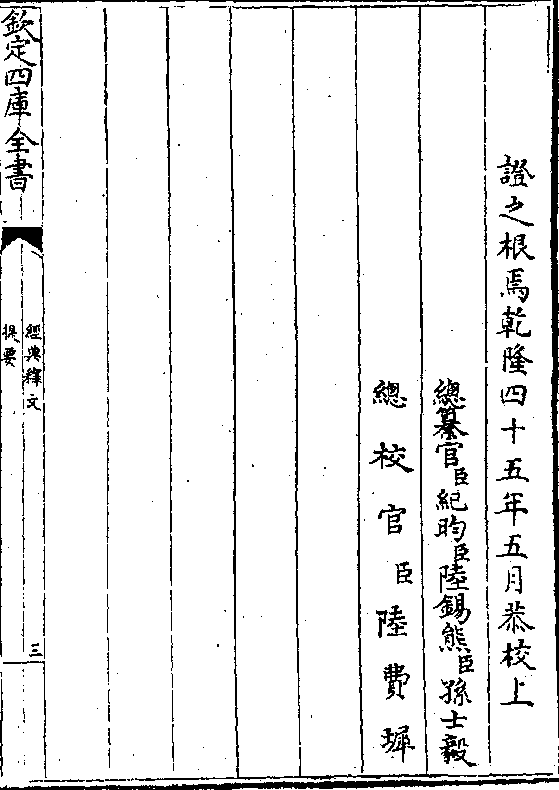 證之根焉乾隆四十五年五月恭校上
總纂官臣紀昀臣陸錫熊臣孫士毅
總校官臣陸費墀
欽定四庫全書
經典釋文
提要
三